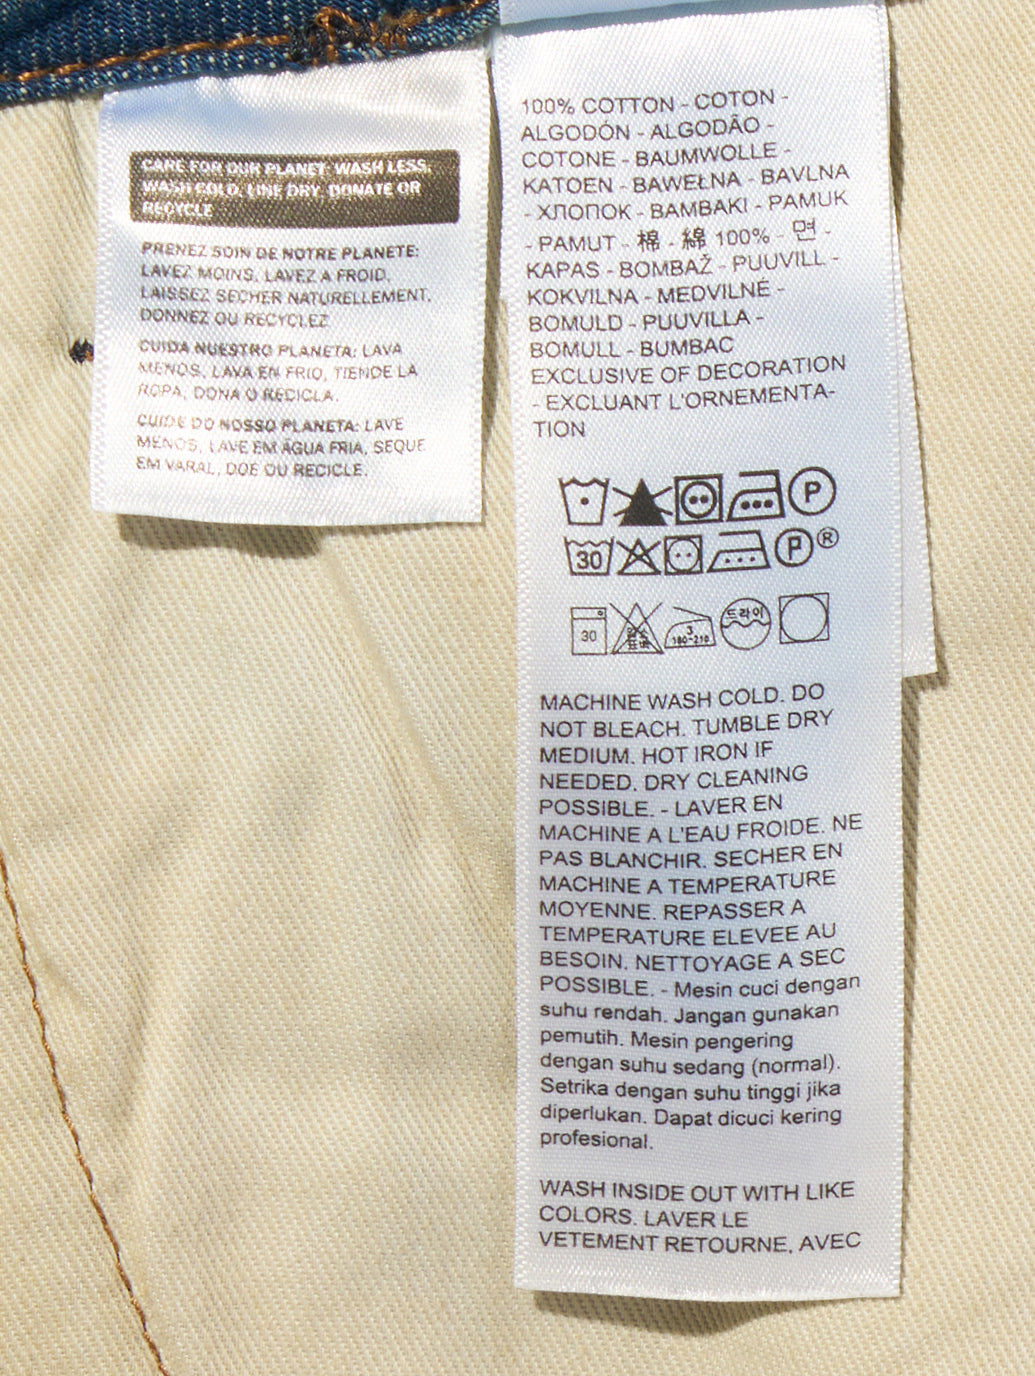 CARE FOR OUR PLANET: WASH LESS,
WASH COLD, LINE DRY, DONATE OR
RECYCLE
PRENEZ SOIN DE NOTRE PLANETE:
LAVEZ MOINS, LAVEZ A FROID,
LAISSEZ SECHER NATURELLEMENT,
DONNEZ OU RECYCLEZ
CUIDA NUESTRO PLANETA: LAVA
MENOS, LAVA EN FRIO, TIENDE LA
ROPA, DONA O RECICLA.
CUIDE DO NOSSO PLANETA: LAVE
MENOS, LAVE EM ÁGUA FRIA, SEQUE
EM VARAL, DOE OU RECICLE.
100% COTTON - COTON -
ALGODÓN - ALGODÃO -
COTONE - BAUMWOLLE -
KATOEN - BAWEŁNA - BAVLNA
- ХЛОПОК - BAMBAKI - PAMUK
- PAMUT - 棉 - 綿 100% - 면 -
KAPAS - BOMBAŽ - PUUVILL -
KOKVILNA - MEDVILNÉ -
BOMULD - PUUVILLA -
BOMULL - BUMBAC
EXCLUSIVE OF DECORATION
- EXCLUANT L'ORNEMENTA-
TION
P
30 P ®
30 3 180-210 드라이
MACHINE WASH COLD. DO
NOT BLEACH. TUMBLE DRY
MEDIUM. HOT IRON IF
NEEDED. DRY CLEANING
POSSIBLE. - LAVER EN
MACHINE A L'EAU FROIDE. NE
PAS BLANCHIR. SECHER EN
MACHINE A TEMPERATURE
MOYENNE. REPASSER A
TEMPERATURE ELEVEE AU
BESOIN. NETTOYAGE A SEC
POSSIBLE. - Mesin cuci dengan
suhu rendah. Jangan gunakan
pemutih. Mesin pengering
dengan suhu sedang (normal).
Setrika dengan suhu tinggi jika
diperlukan. Dapat dicuci kering
profesional.
WASH INSIDE OUT WITH LIKE
COLORS. LAVER LE
VETEMENT RETOURNE, AVEC